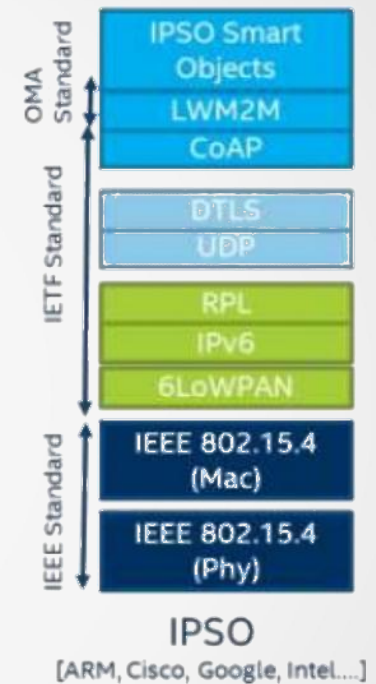 OMA
Standard
IETF Standard
IEEE Standard
IPSO Smart
Objects
LWM2M
CoAP
DTLS
UDP
RPL
IPv6
6LoWPAN
IEEE 802.15.4
(Mac)
IEEE 802.15.4
(Phy)
IPSO
[ARM, Cisco, Google, Intel....]